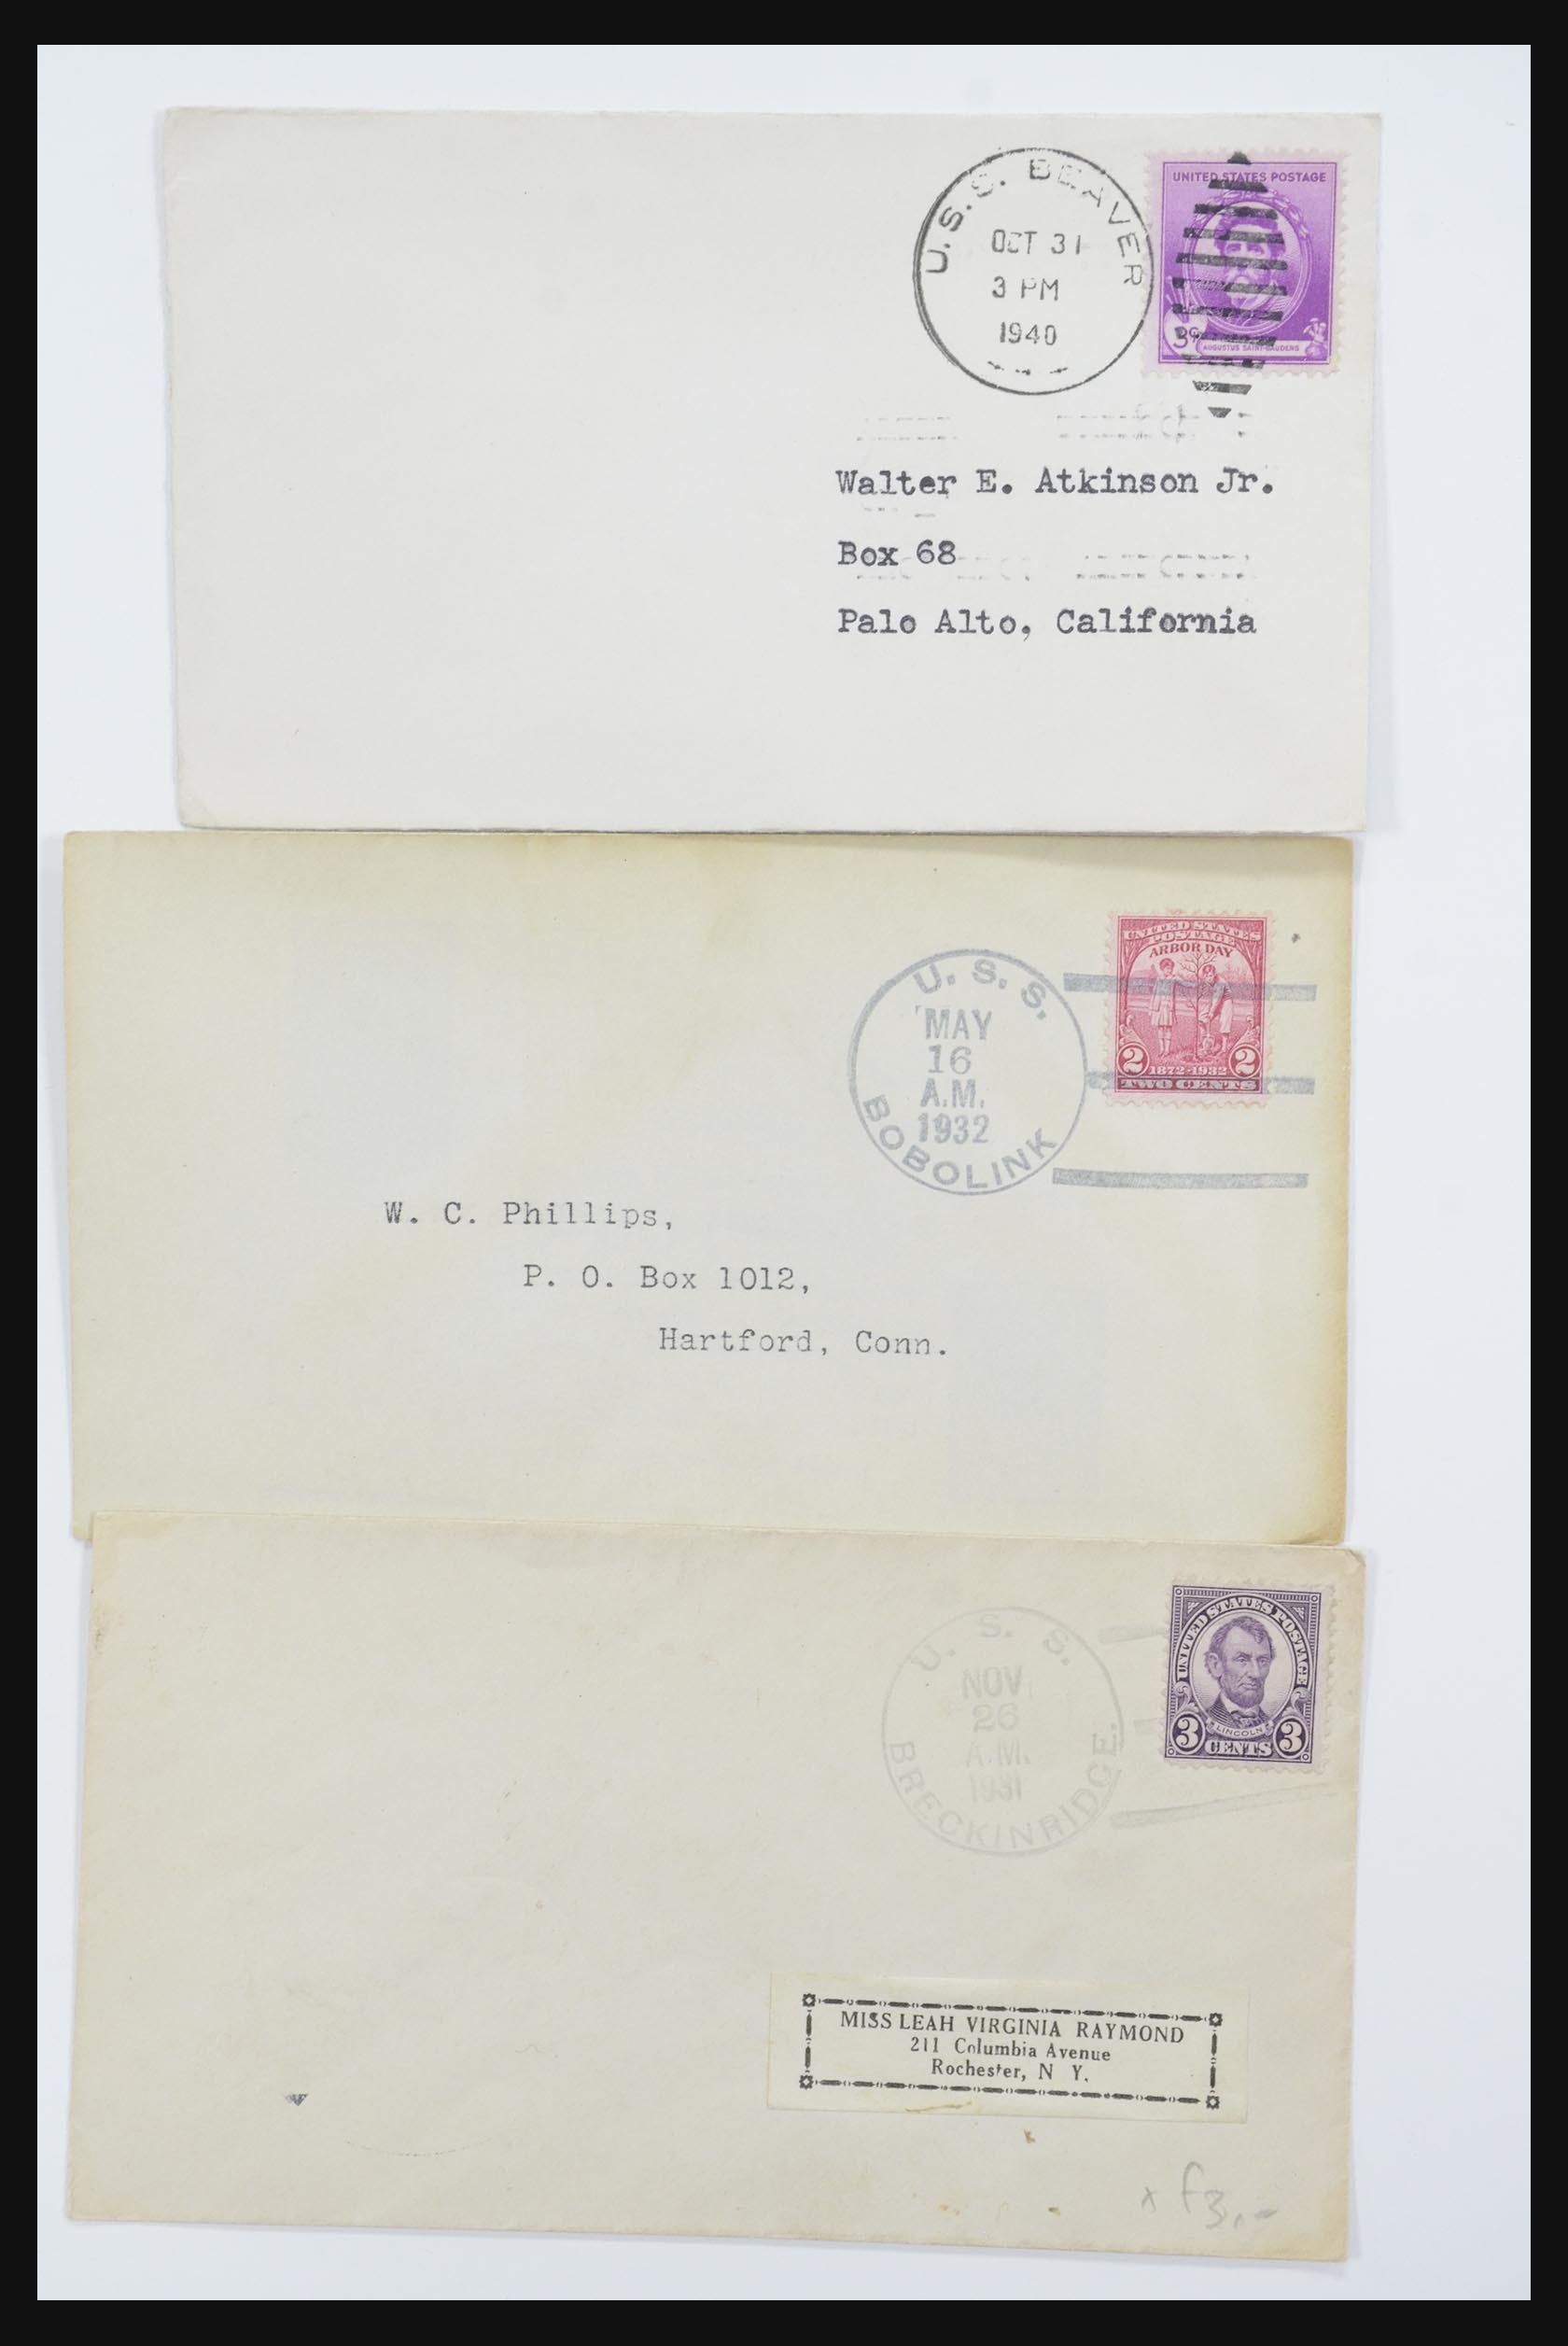 U.S.S. BEAVER
OCT 31
3 PM
1940
UNITED STATES POSTAGE
3¢
AUGUSTUS SAINT-GAUDENS
Walter E. Atkinson Jr.
Box 68
Palo Alto, California
U. S. S.
MAY
16
A.M.
1932
BOBOLINK
UNITED STATES
POSTAGE
ARBOR DAY
2 2
1872-1932
TWO CENTS
W. C. Phillips,
P. O. Box 1012,
Hartford, Conn.
U. S. S.
NOV
26
A.M.
1931
BRECKINRIDGE.
UNITED STATES POSTAGE
LINCOLN
3 CENTS 3
MISS LEAH VIRGINIA RAYMOND
211 Columbia Avenue
Rochester, N Y.
x f3,-